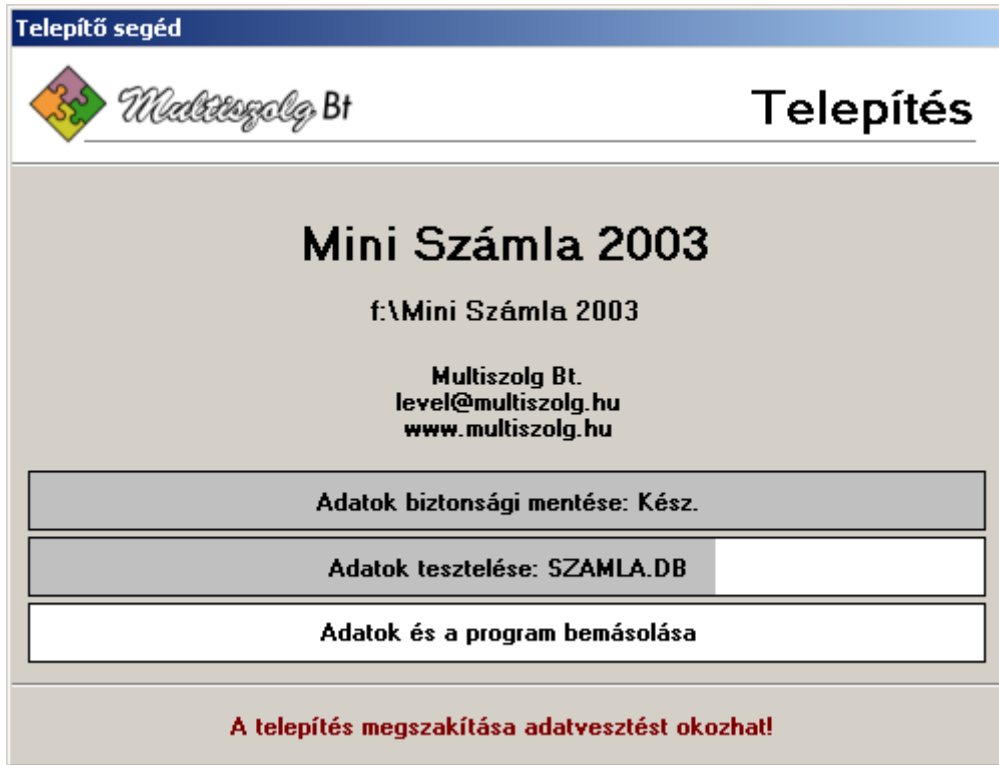 Telepítő segéd
Multiszolg Bt
Telepítés
Mini Számla 2003
f:\Mini Számla 2003
Multiszolg Bt.
level@multiszolg.hu
www.multiszolg.hu
Adatok biztonsági mentése: Kész.
Adatok tesztelése: SZAMLA.DB
Adatok és a program bemásolása
A telepítés megszakítása adatvesztést okozhat!